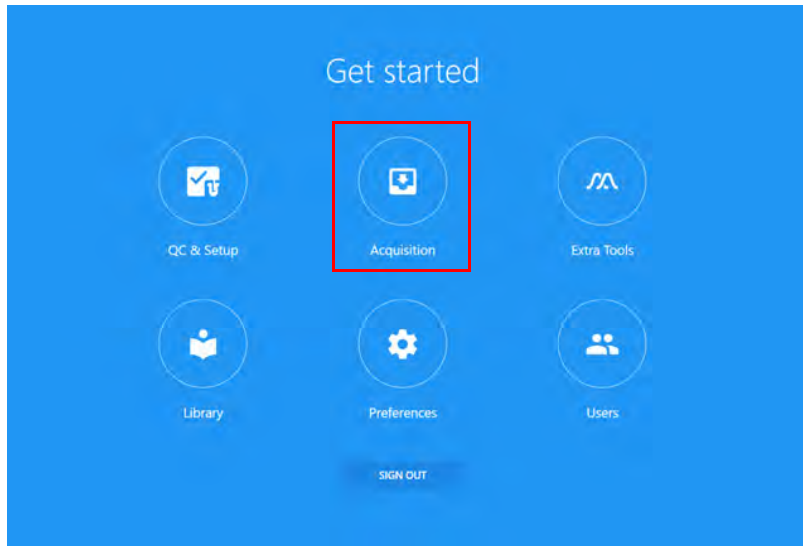 Get started
QC & Setup
Acquisition
Extra Tools
Library
Preferences
Users
SIGN OUT